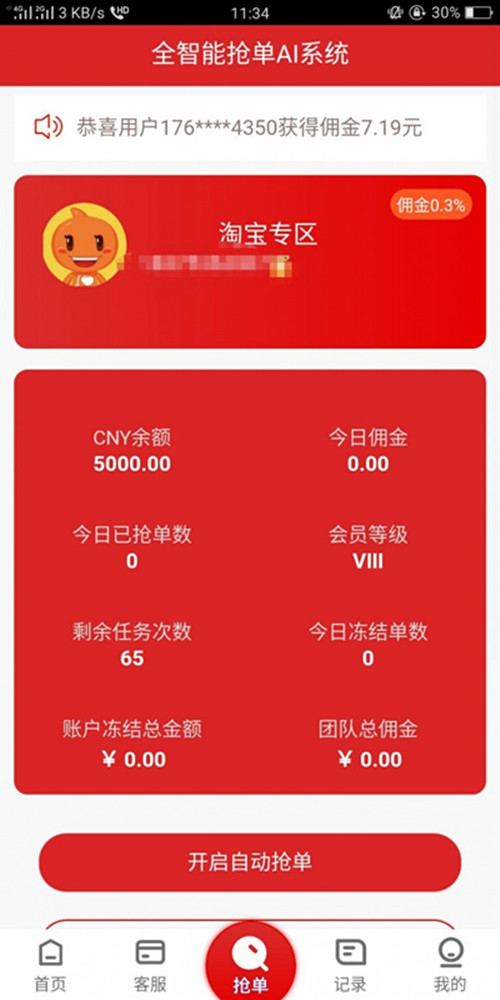 4G 2G 3 KB/s HD 11:34 30%
全智能抢单AI系统
恭喜用户176****4350获得佣金7.19元
佣金0.3%
淘宝专区
CNY余额 今日佣金
5000.00 0.00
今日已抢单数 会员等级
0 VIII
剩余任务次数 今日冻结单数
65 0
账户冻结总金额 团队总佣金
¥ 0.00 ¥ 0.00
开启自动抢单
首页 客服 抢单 记录 我的